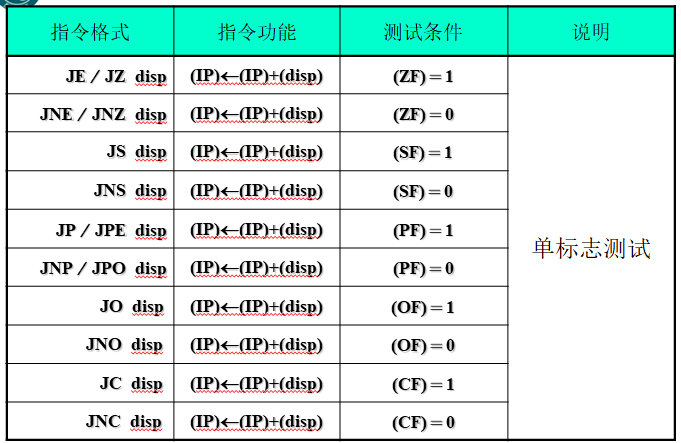 指令格式 指令功能 测试条件 说明
JE / JZ disp (IP)←(IP)+(disp) (ZF)＝1
JNE / JNZ disp (IP)←(IP)+(disp) (ZF)＝0
JS disp (IP)←(IP)+(disp) (SF)＝1
JNS disp (IP)←(IP)+(disp) (SF)＝0
JP / JPE disp (IP)←(IP)+(disp) (PF)＝1
单标志测试
JNP / JPO disp (IP)←(IP)+(disp) (PF)＝0
JO disp (IP)←(IP)+(disp) (OF)＝1
JNO disp (IP)←(IP)+(disp) (OF)＝0
JC disp (IP)←(IP)+(disp) (CF)＝1
JNC disp (IP)←(IP)+(disp) (CF)＝0